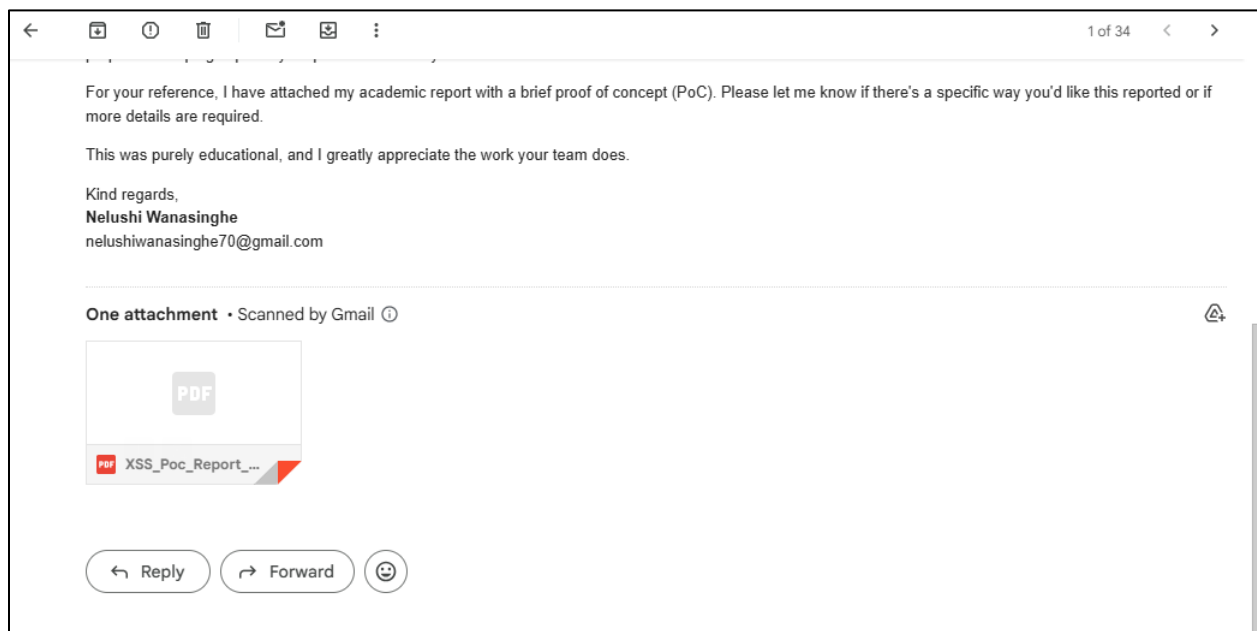 1 of 34
For your reference, I have attached my academic report with a brief proof of concept (PoC). Please let me know if there's a specific way you'd like this reported or if
more details are required.
This was purely educational, and I greatly appreciate the work your team does.
Kind regards,
Nelushi Wanasinghe
nelushiwanasinghe70@gmail.com
One attachment • Scanned by Gmail
PDF
PDF XSS_Poc_Report_...
Reply Forward